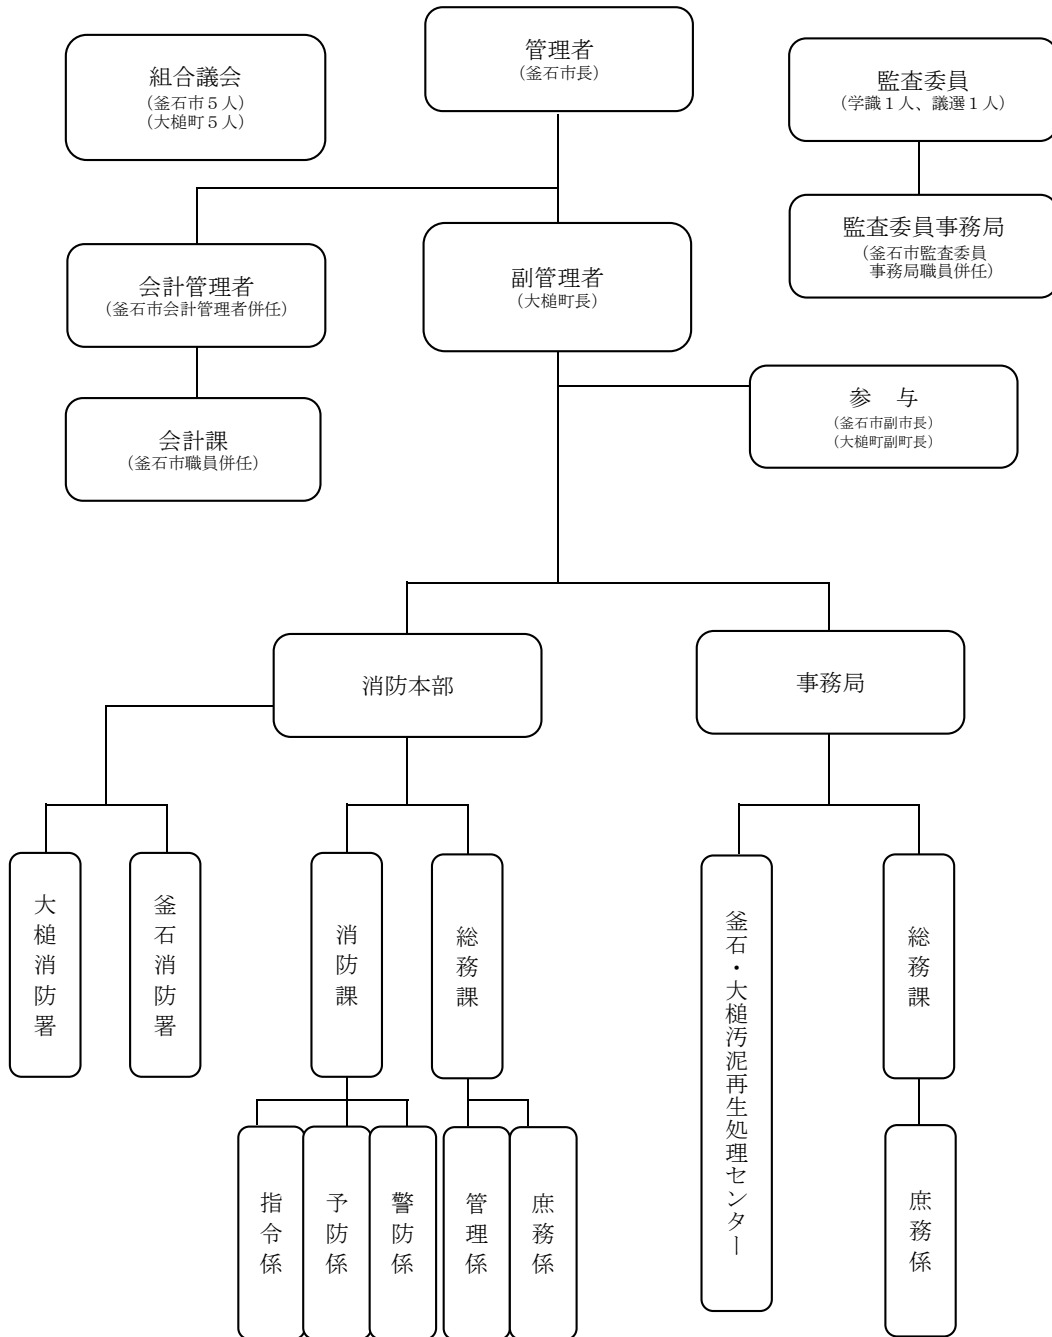 管理者
（釜石市長）
組合議会
（釜石市５人）
（大槌町５人）
監査委員
（学識１人、議選１人）
監査委員事務局
（釜石市監査委員
事務局職員併任）
会計管理者
（釜石市会計管理者併任）
副管理者
（大槌町長）
参　与
（釜石市副市長）
（大槌町副町長）
会計課
（釜石市職員併任）
消防本部
事務局
大槌消防署
釜石消防署
消防課
総務課
釜石・大槌汚泥再生処理センター
総務課
指令係
予防係
警防係
管理係
庶務係
庶務係